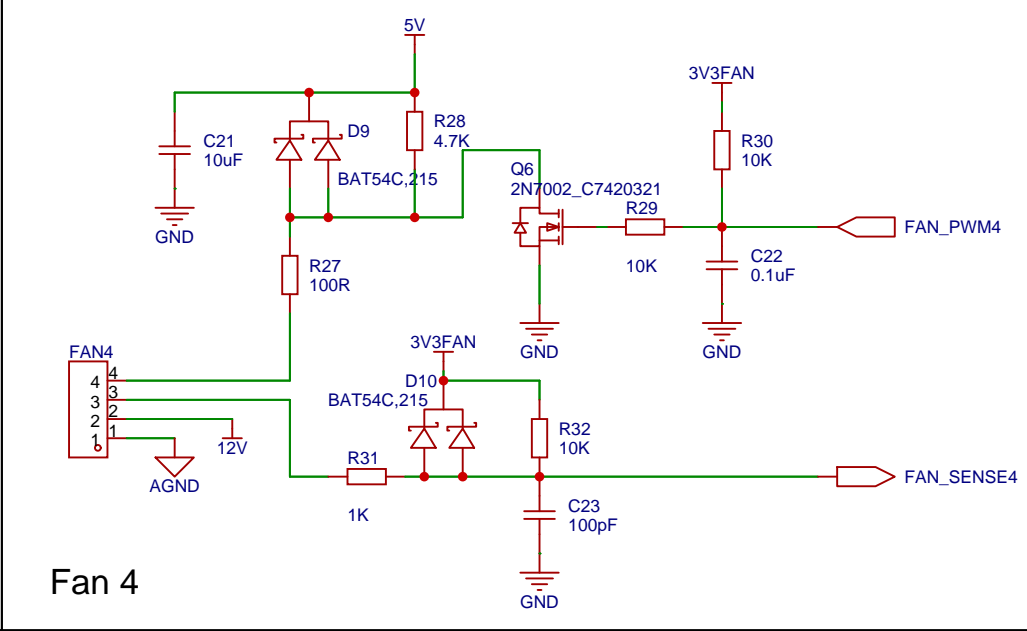 5V
3V3FAN
C21
10uF
D9
BAT54C,215
R28
4.7K
Q6
2N7002_C7420321
R29
10K
R30
10K
FAN_PWM4
C22
0.1uF
GND
R27
100R
GND
GND
FAN4
4
4
3
3
2
2
1
1
12V
AGND
3V3FAN
D10
BAT54C,215
R32
10K
R31
1K
FAN_SENSE4
C23
100pF
GND
Fan 4